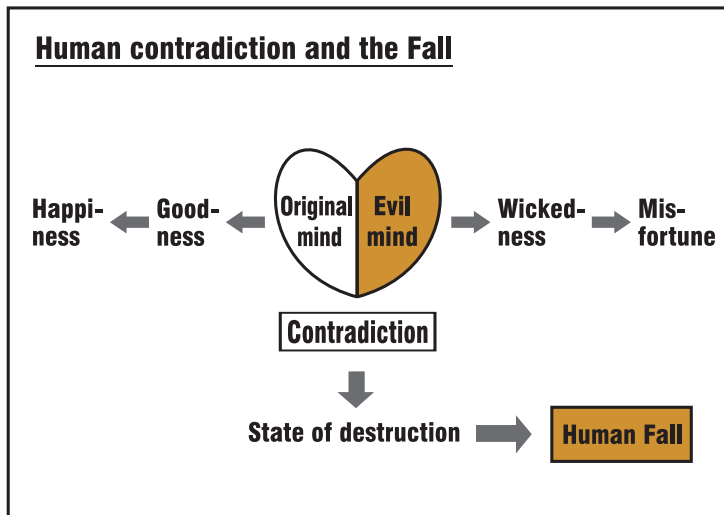 Human contradiction and the Fall
Happi-
ness
Good-
ness
Original
mind
Evil
mind
Wicked-
ness
Mis-
fortune
Contradiction
State of destruction
Human Fall